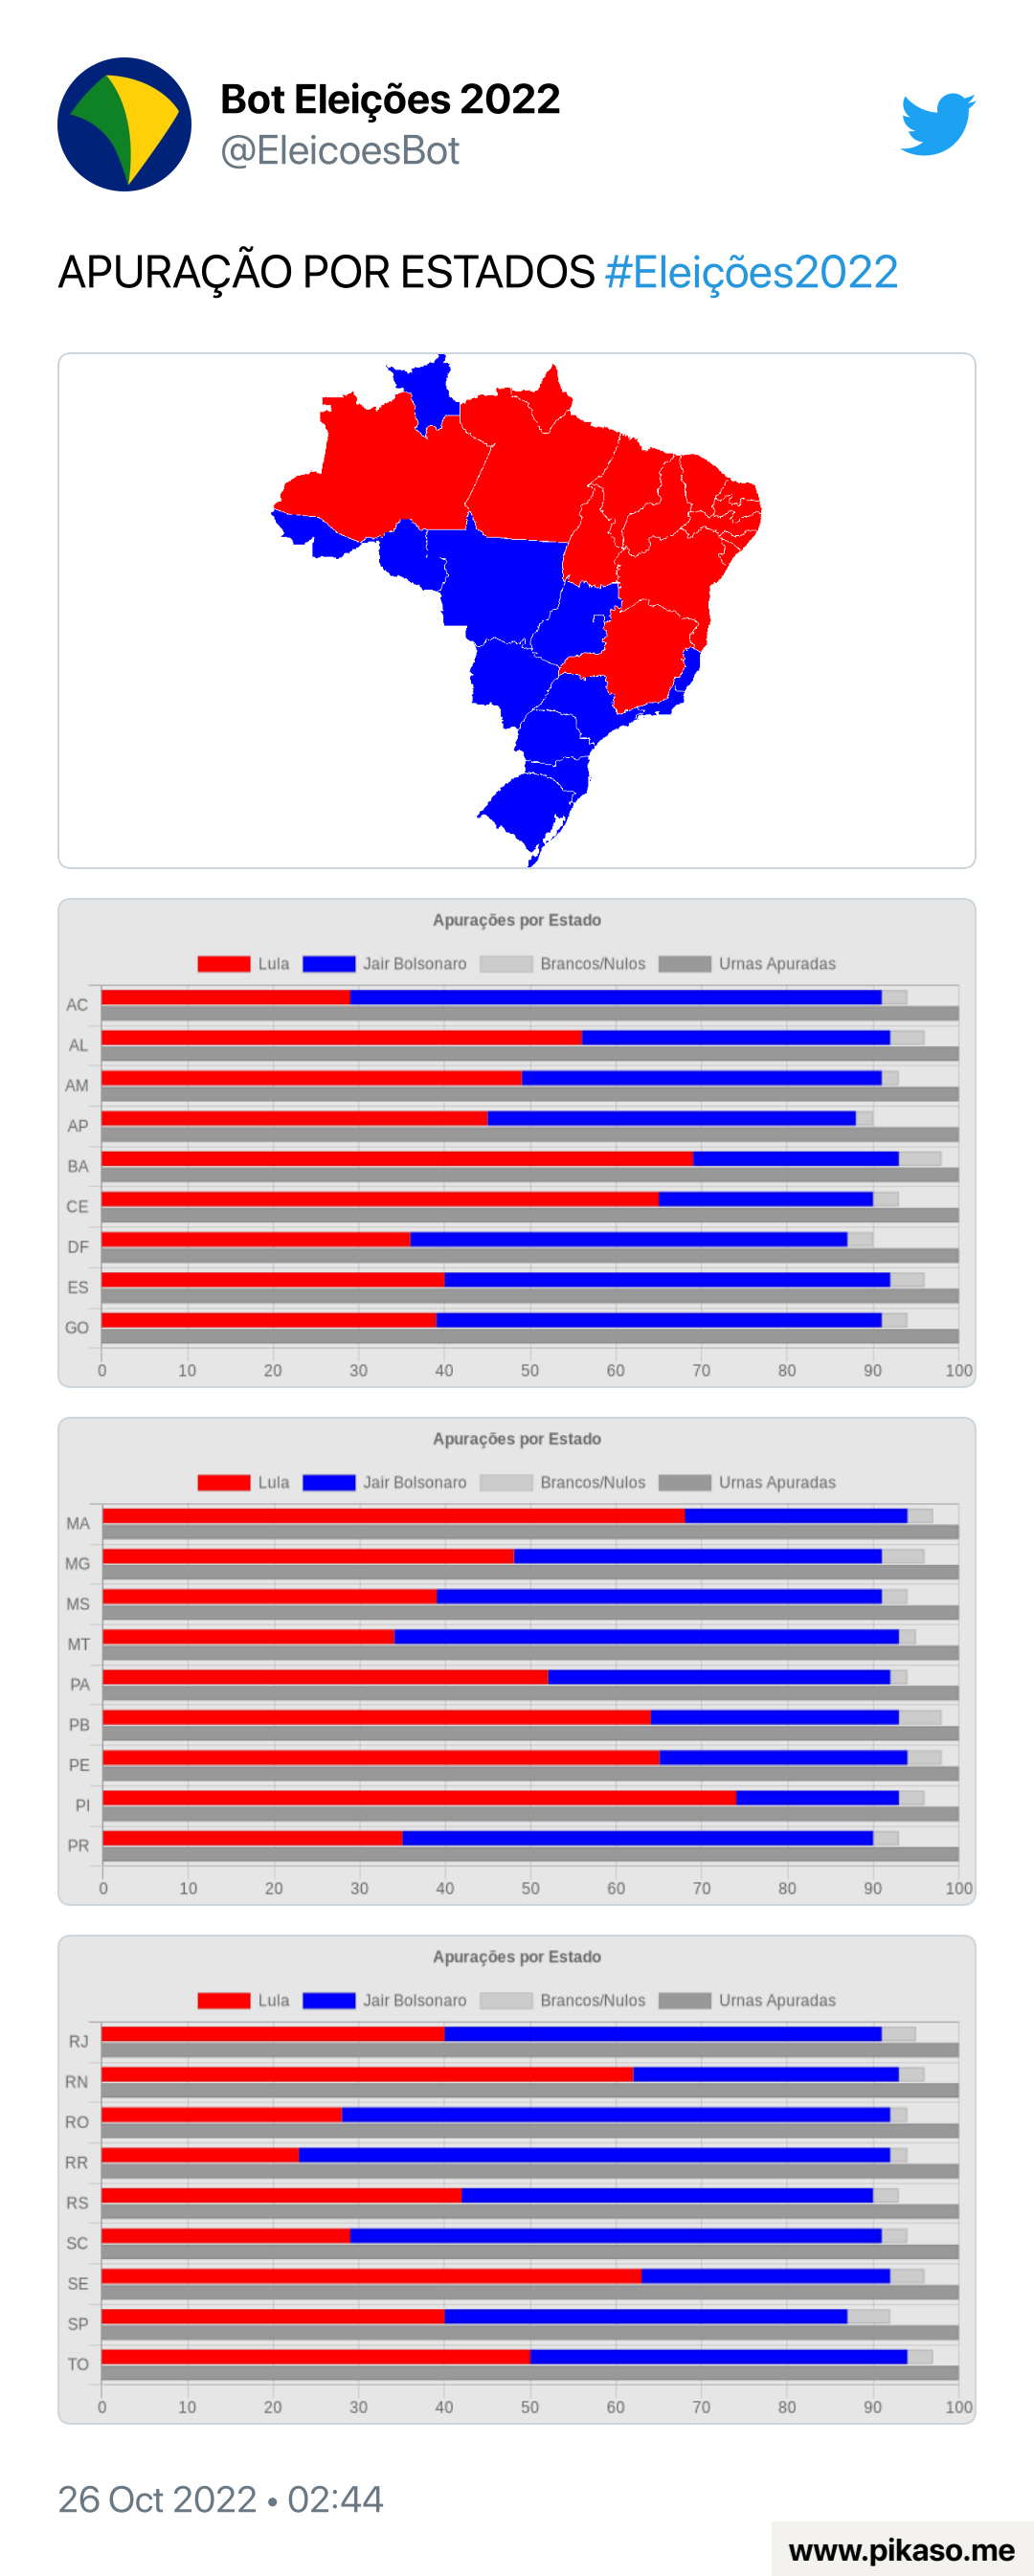 Bot Eleições 2022
@EleicoesBot
APURAÇÃO POR ESTADOS #Eleições2022
Apurações por Estado
Lula Jair Bolsonaro Brancos/Nulos Urnas Apuradas
AC
AL
AM
AP
BA
CE
DF
ES
GO
0 10 20 30 40 50 60 70 80 90 100
Apurações por Estado
Lula Jair Bolsonaro Brancos/Nulos Urnas Apuradas
MA
MG
MS
MT
PA
PB
PE
PI
PR
0 10 20 30 40 50 60 70 80 90 100
Apurações por Estado
Lula Jair Bolsonaro Brancos/Nulos Urnas Apuradas
RJ
RN
RO
RR
RS
SC
SE
SP
TO
0 10 20 30 40 50 60 70 80 90 100
26 Oct 2022 • 02:44
www.pikaso.me